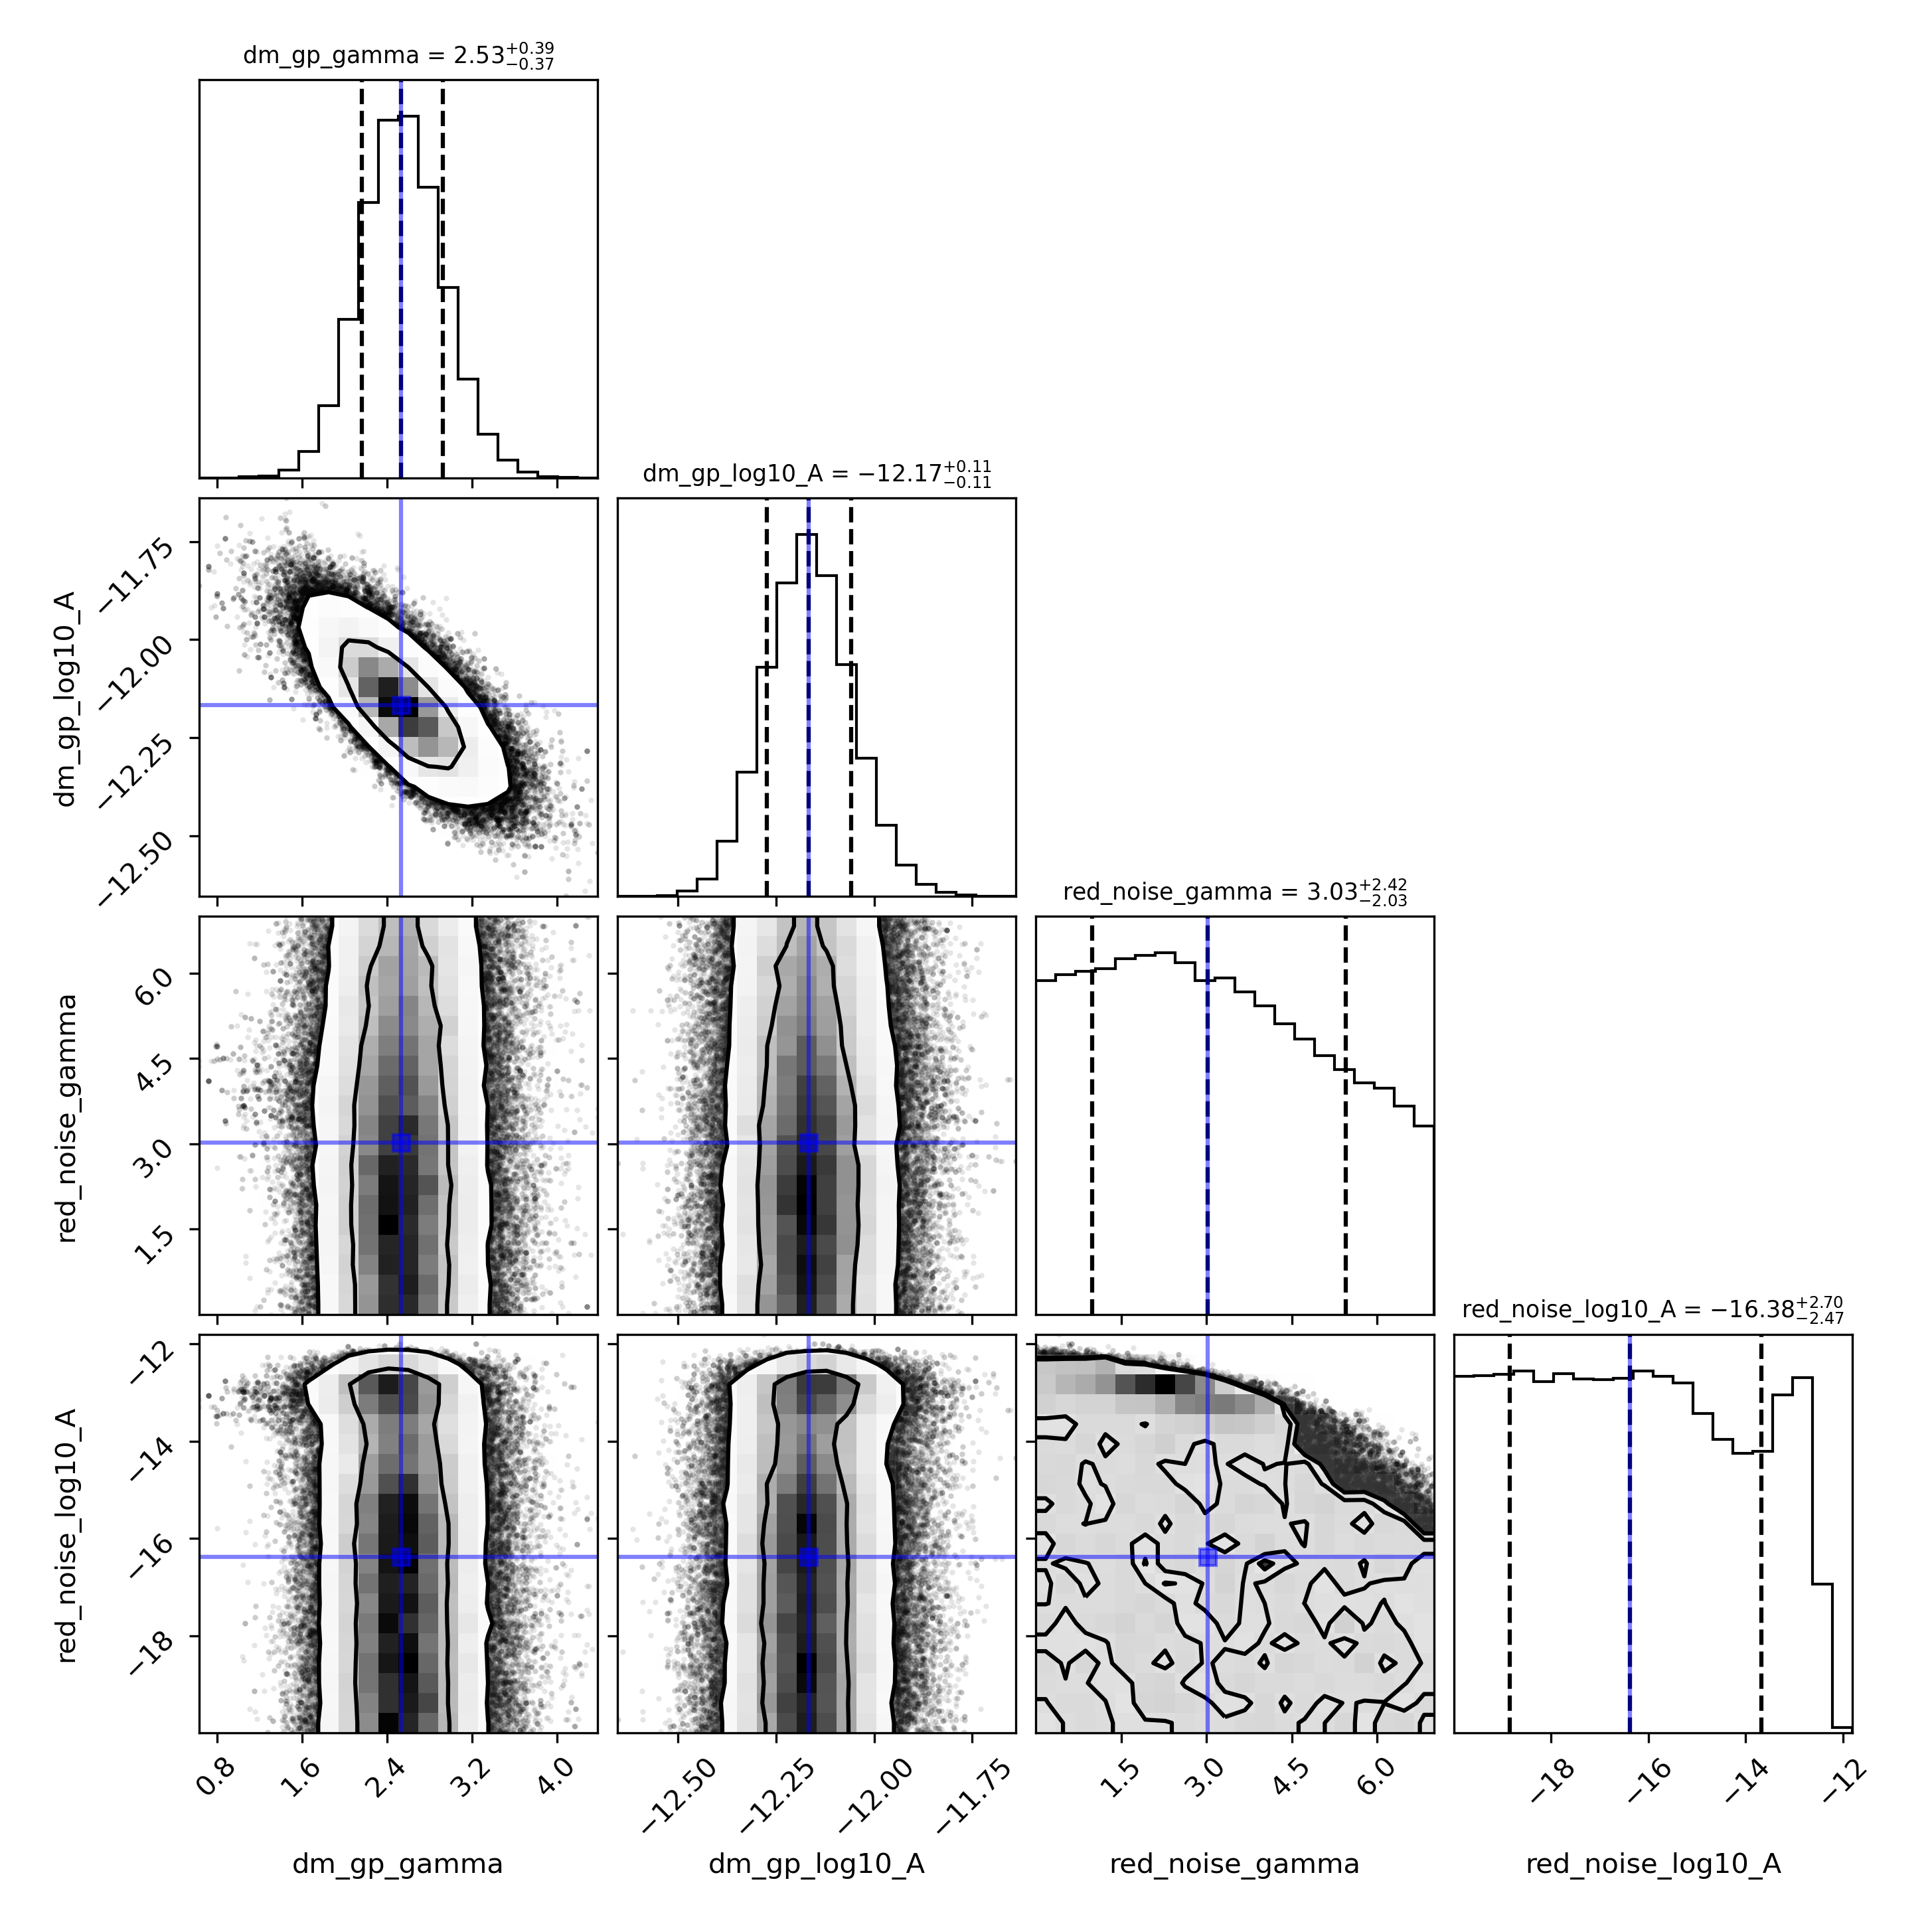 dm_gp_gamma = 2.53+0.39−0.37
dm_gp_log10_A = −12.17+0.11−0.11
red_noise_gamma = 3.03+2.42−2.03
red_noise_log10_A = −16.38+2.70−2.47
dm_gp_log10_A
−11.75
−12.00
−12.25
−12.50
red_noise_gamma
6.0
4.5
3.0
1.5
red_noise_log10_A
−12
−14
−16
−18
0.8 1.6 2.4 3.2 4.0
−12.50 −12.25 −12.00 −11.75
1.5 3.0 4.5 6.0
−18 −16 −14 −12
dm_gp_gamma
dm_gp_log10_A
red_noise_gamma
red_noise_log10_A